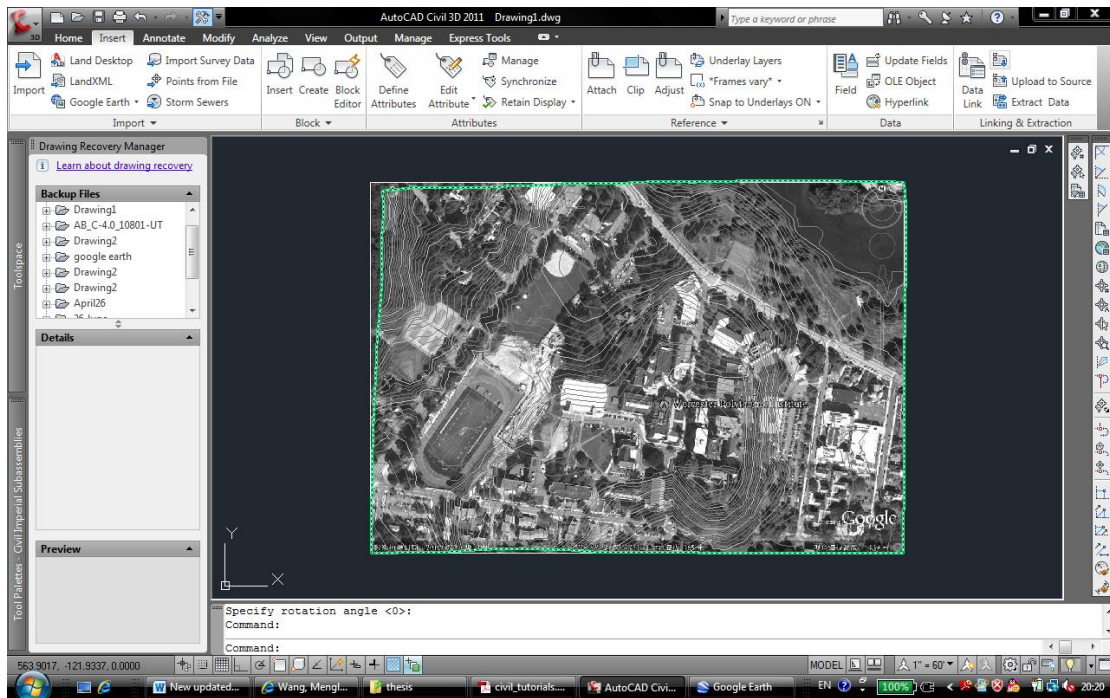 AutoCAD Civil 3D 2011 Drawing1.dwg
Type a keyword or phrase
3D
Home Insert Annotate Modify Analyze View Output Manage Express Tools
Import
Land Desktop
LandXML
Google Earth
Import Survey Data
Points from File
Storm Sewers
Import
Insert Create Block Editor
Block
Define Attributes
Edit Attribute
Manage
Synchronize
Retain Display
Attributes
Attach Clip Adjust
Underlay Layers
*Frames vary*
Snap to Underlays ON
Reference
Field
Update Fields
OLE Object
Hyperlink
Data
Data Link
Upload to Source
Extract Data
Linking & Extraction
Drawing Recovery Manager
Learn about drawing recovery
Backup Files
Drawing1
AB_C-4.0_10801-UT
Drawing2
google earth
Drawing2
Drawing2
April26
Details
Preview
Toolspace
Tool Palettes - Civil Imperial Subassemblies
Google
Y
X
Specify rotation angle <0>:
Command:
Command:
563.9017, -121.9337, 0.0000
MODEL
1" = 60'
New updated...
Wang, Mengl...
thesis
civil_tutorials....
AutoCAD Civi...
Google Earth
EN
100%
20:20